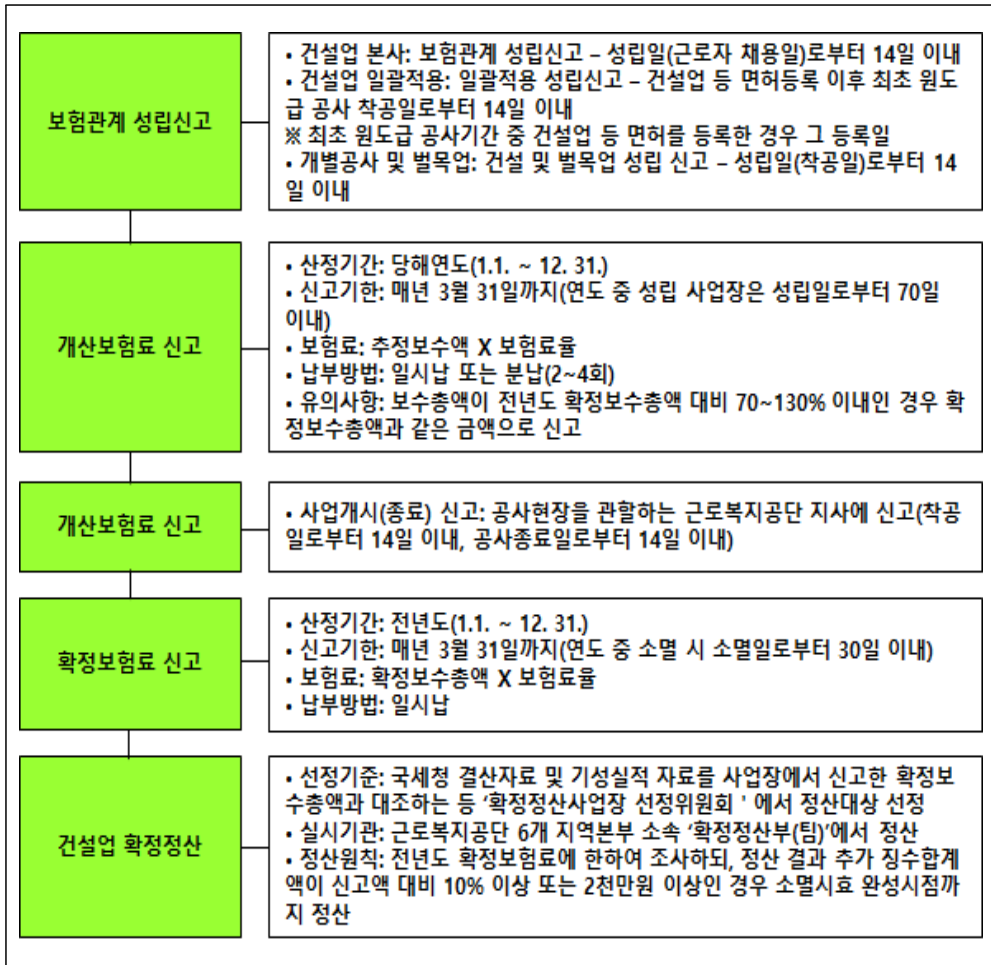 보험관계 성립신고
• 건설업 본사: 보험관계 성립신고 – 성립일(근로자 채용일)로부터 14일 이내
• 건설업 일괄적용: 일괄적용 성립신고 – 건설업 등 면허등록 이후 최초 원도
급 공사 착공일로부터 14일 이내
※ 최초 원도급 공사기간 중 건설업 등 면허를 등록한 경우 그 등록일
• 개별공사 및 벌목업: 건설 및 벌목업 성립 신고 – 성립일(착공일)로부터 14
일 이내
개산보험료 신고
• 산정기간: 당해연도(1.1. ~ 12. 31.)
• 신고기한: 매년 3월 31일까지(연도 중 성립 사업장은 성립일로부터 70일
이내)
• 보험료: 추정보수액 X 보험료율
• 납부방법: 일시납 또는 분납(2~4회)
• 유의사항: 보수총액이 전년도 확정보수총액 대비 70~130% 이내인 경우 확
정보수총액과 같은 금액으로 신고
개산보험료 신고
• 사업개시(종료) 신고: 공사현장을 관할하는 근로복지공단 지사에 신고(착공
일로부터 14일 이내, 공사종료일로부터 14일 이내)
확정보험료 신고
• 산정기간: 전년도(1.1. ~ 12. 31.)
• 신고기한: 매년 3월 31일까지(연도 중 소멸 시 소멸일로부터 30일 이내)
• 보험료: 확정보수총액 X 보험료율
• 납부방법: 일시납
건설업 확정정산
• 선정기준: 국세청 결산자료 및 기성실적 자료를 사업장에서 신고한 확정보
수총액과 대조하는 등 ‘확정정산사업장 선정위원회 ' 에서 정산대상 선정
• 실시기관: 근로복지공단 6개 지역본부 소속 ‘확정정산부(팀)’에서 정산
• 정산원칙: 전년도 확정보험료에 한하여 조사하되, 정산 결과 추가 징수합계
액이 신고액 대비 10% 이상 또는 2천만원 이상인 경우 소멸시효 완성시점까
지 정산